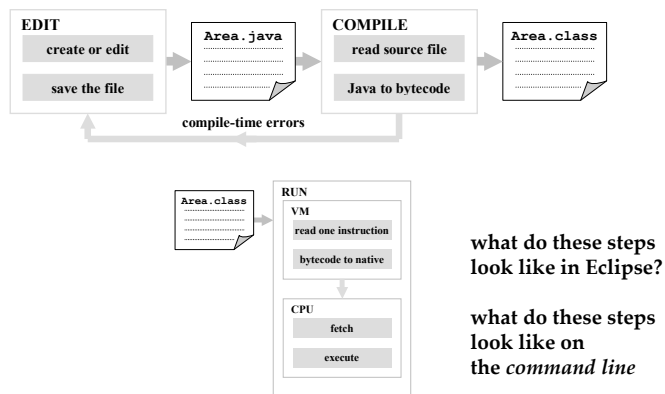 EDIT
create or edit
save the file
Area.java
COMPILE
read source file
Java to bytecode
Area.class
compile-time errors
Area.class
RUN
VM
read one instruction
bytecode to native
CPU
fetch
execute
what do these steps
look like in Eclipse?
what do these steps
look like on
the command line